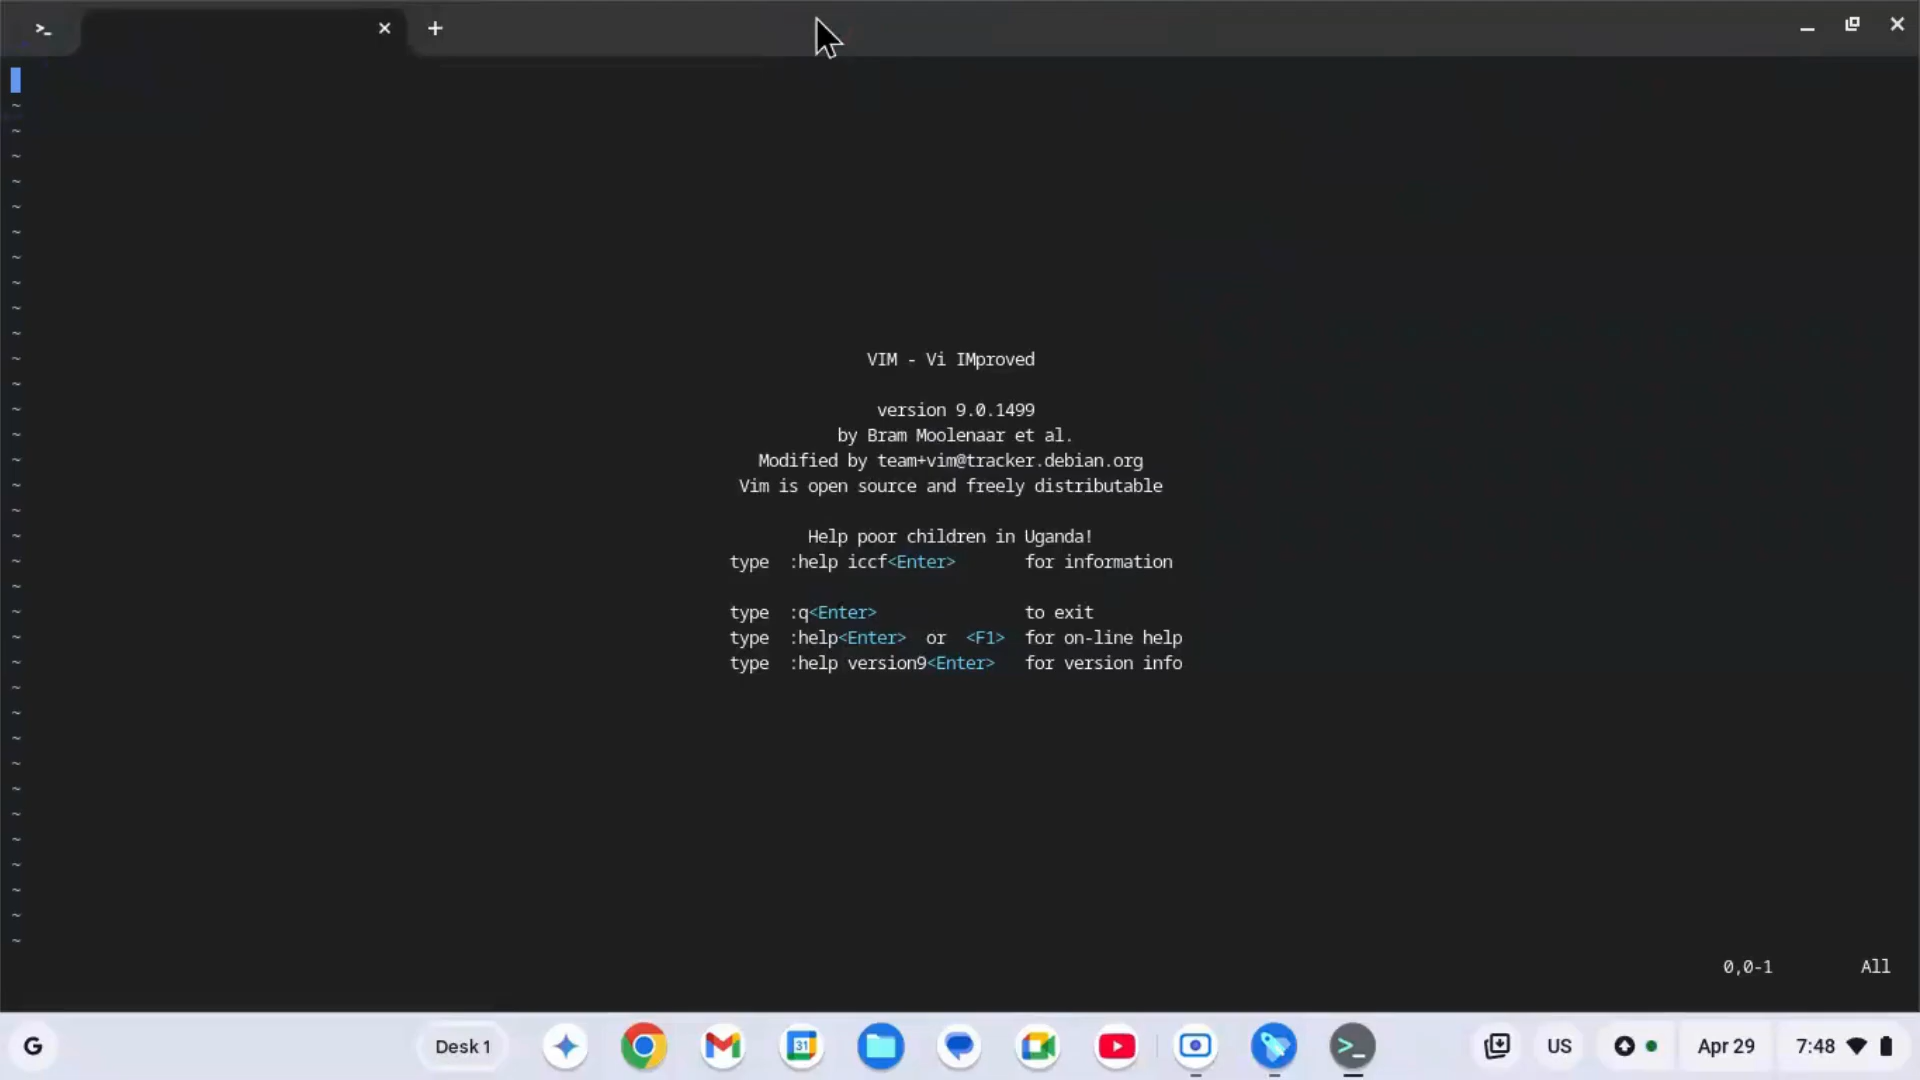 >_
~
~
~
~
~
~
~
~
~
~
~ VIM - Vi IMproved
~
~ version 9.0.1499
~ by Bram Moolenaar et al.
~ Modified by team+vim@tracker.debian.org
~ Vim is open source and freely distributable
~
~ Help poor children in Uganda!
~ type :help iccf<Enter> for information
~
~ type :q<Enter> to exit
~ type :help<Enter> or <F1> for on-line help
~ type :help version9<Enter> for version info
~
~
~
~
~
~
~
~
~
~
~
0,0-1 All
G Desk 1 31 >_ US Apr 29 7:48